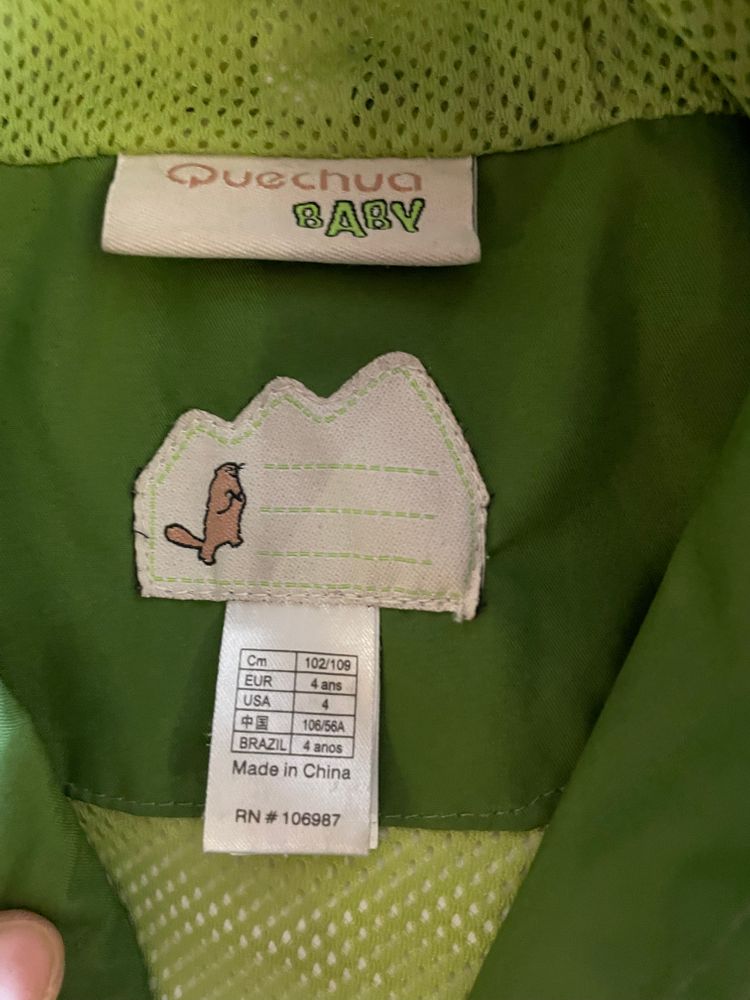 Quechua
BABY
Cm 102/109
EUR 4 ans
USA 4
中国 106/56A
BRAZIL 4 anos
Made in China
RN # 106987